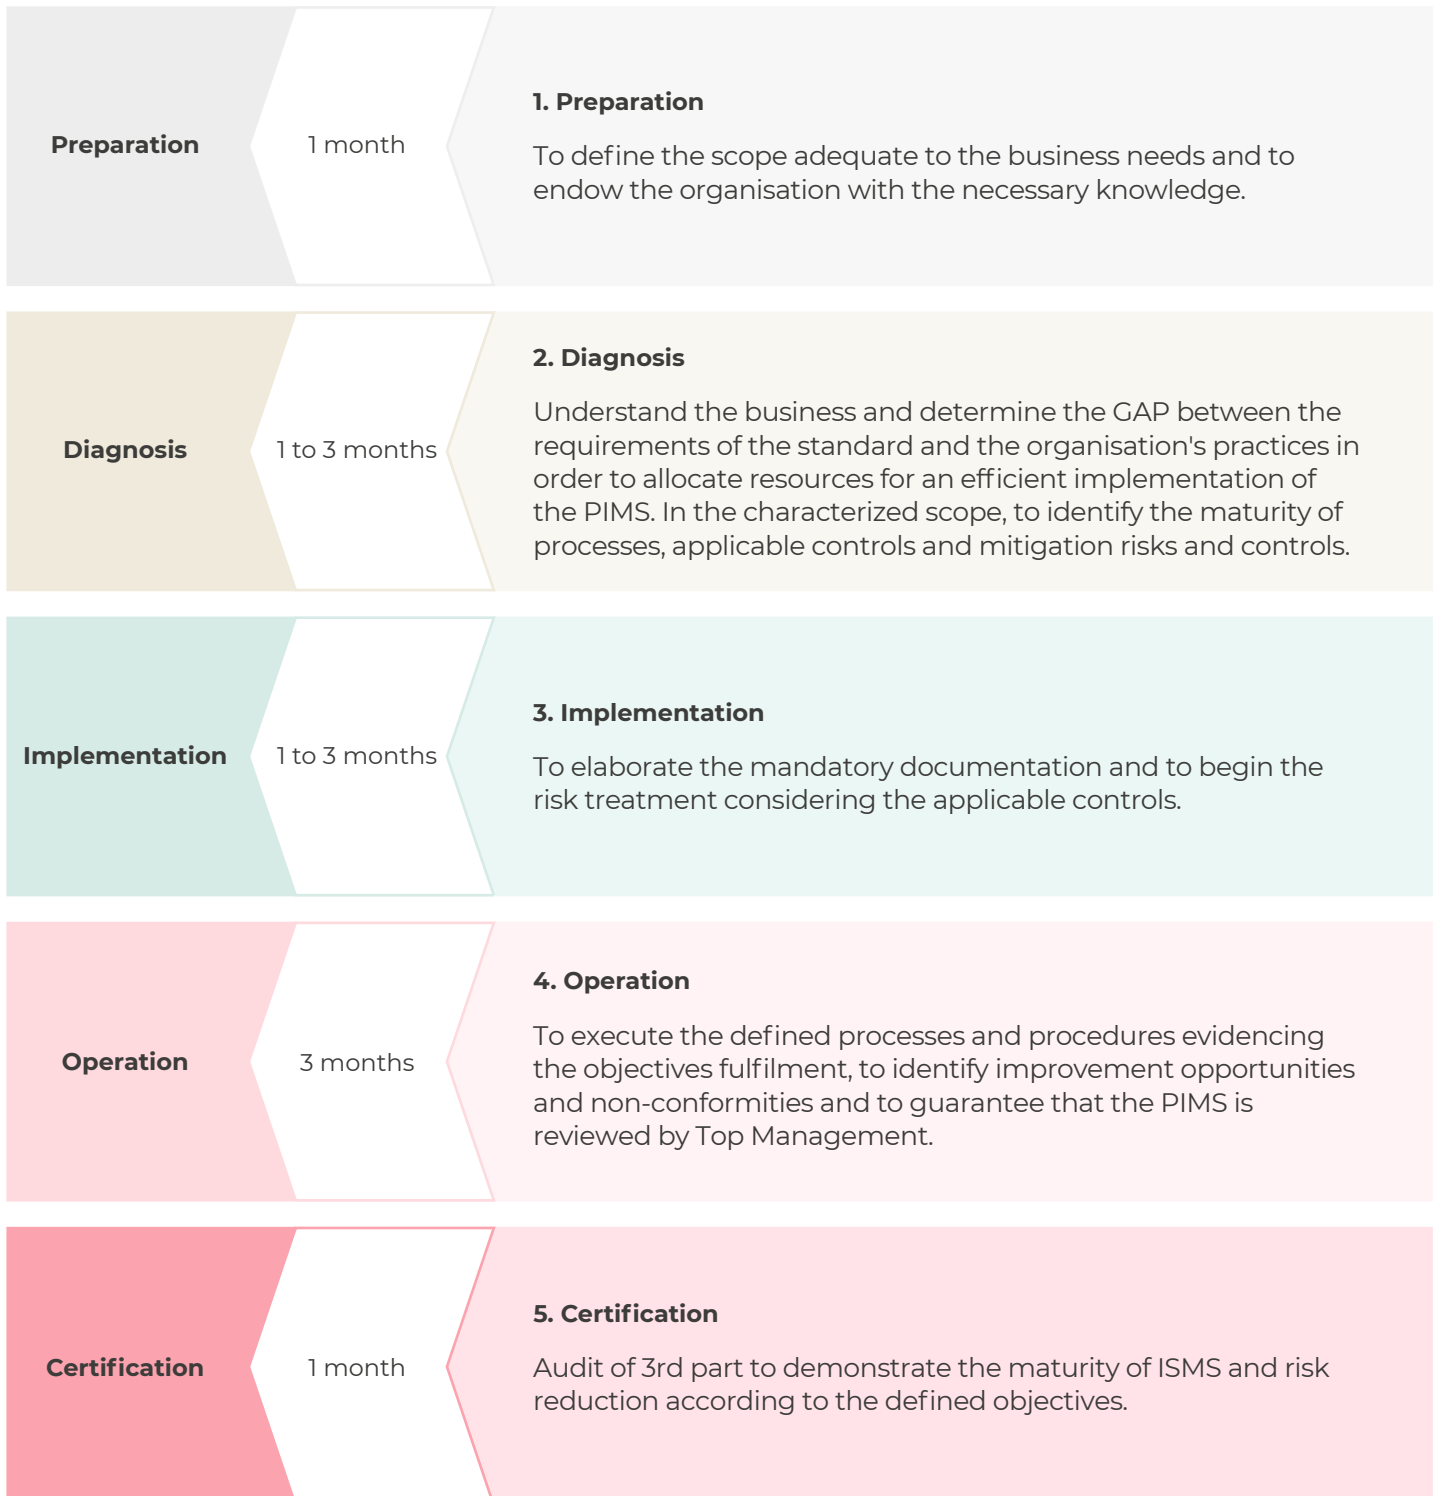 Preparation
1 month
1. Preparation
To define the scope adequate to the business needs and to
endow the organisation with the necessary knowledge.
Diagnosis
1 to 3 months
2. Diagnosis
Understand the business and determine the GAP between the
requirements of the standard and the organisation's practices in
order to allocate resources for an efficient implementation of
the PIMS. In the characterized scope, to identify the maturity of
processes, applicable controls and mitigation risks and controls.
Implementation
1 to 3 months
3. Implementation
To elaborate the mandatory documentation and to begin the
risk treatment considering the applicable controls.
Operation
3 months
4. Operation
To execute the defined processes and procedures evidencing
the objectives fulfilment, to identify improvement opportunities
and non-conformities and to guarantee that the PIMS is
reviewed by Top Management.
Certification
1 month
5. Certification
Audit of 3rd part to demonstrate the maturity of ISMS and risk
reduction according to the defined objectives.